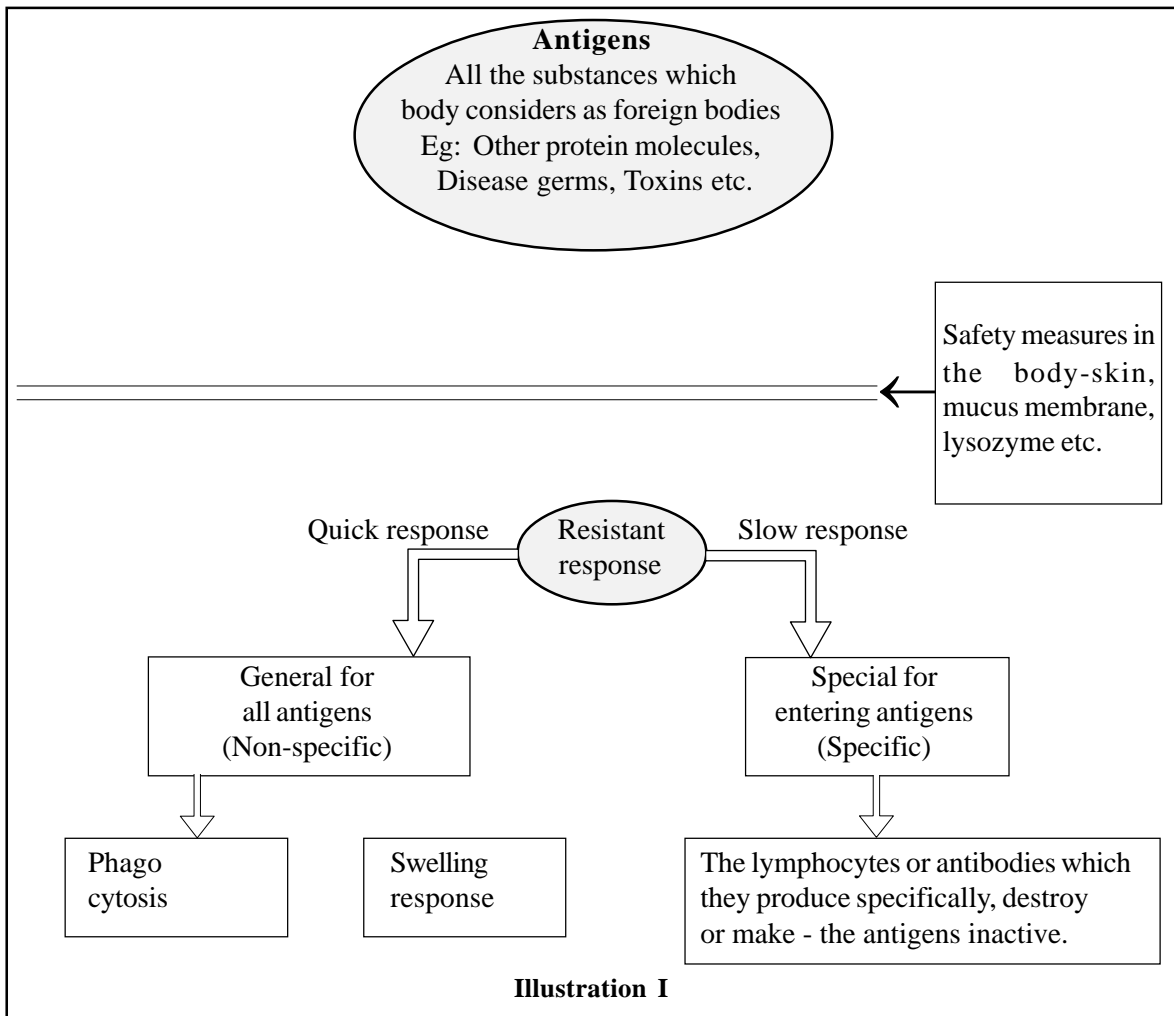 Antigens
All the substances which
body considers as foreign bodies
Eg: Other protein molecules,
Disease germs, Toxins etc.
Safety measures in
the body-skin,
mucus membrane,
lysozyme etc.
Quick response
Resistant
response
Slow response
General for
all antigens
(Non-specific)
Special for
entering antigens
(Specific)
Phago
cytosis
Swelling
response
The lymphocytes or antibodies which
they produce specifically, destroy
or make - the antigens inactive.
Illustration I